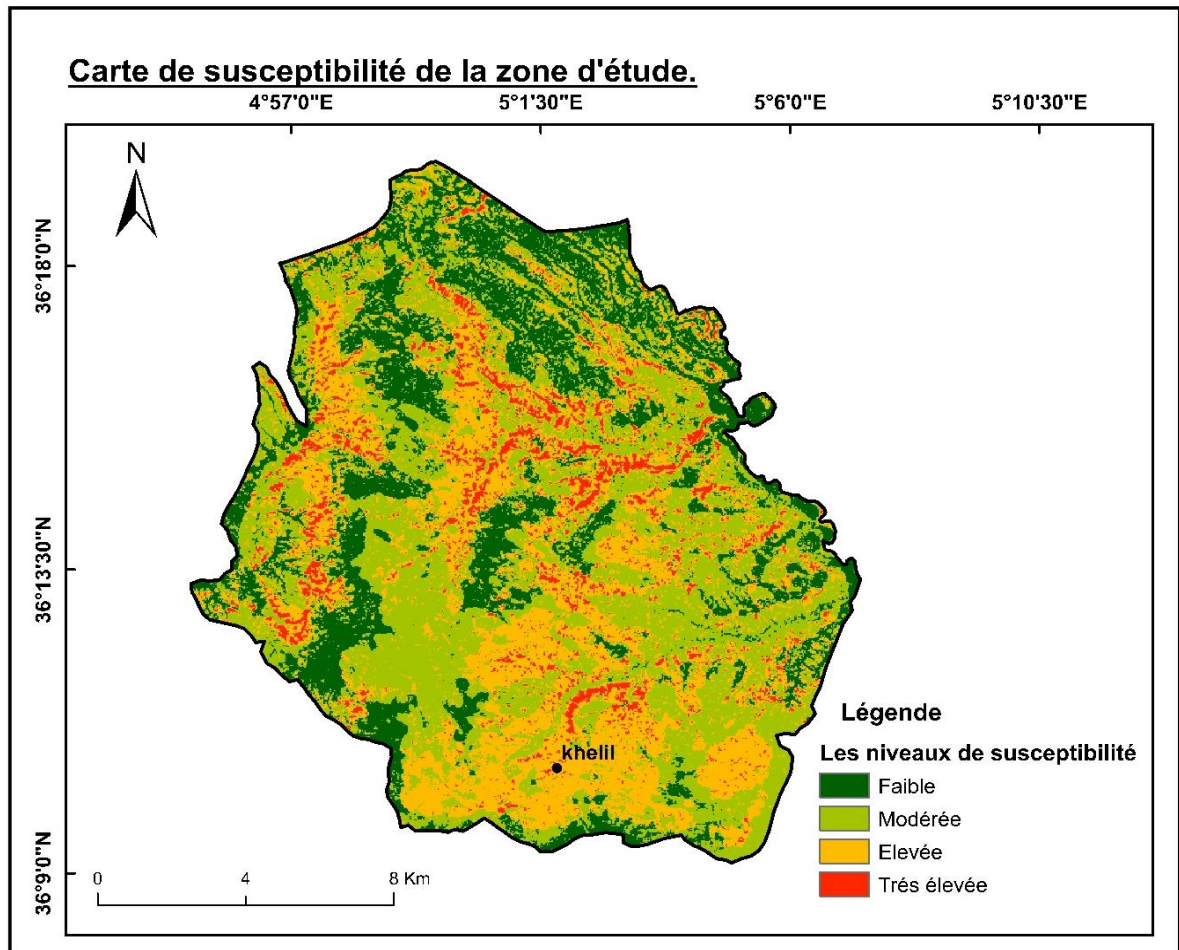 Carte de susceptibilité de la zone d'étude.
4°57'0"E 5°1'30"E 5°6'0"E 5°10'30"E
N
36°18'0"N
36°13'30"N
36°9'0"N
khelil
Légende
Les niveaux de susceptibilité
Faible
Modérée
Elevée
Trés élevée
0 4 8 Km